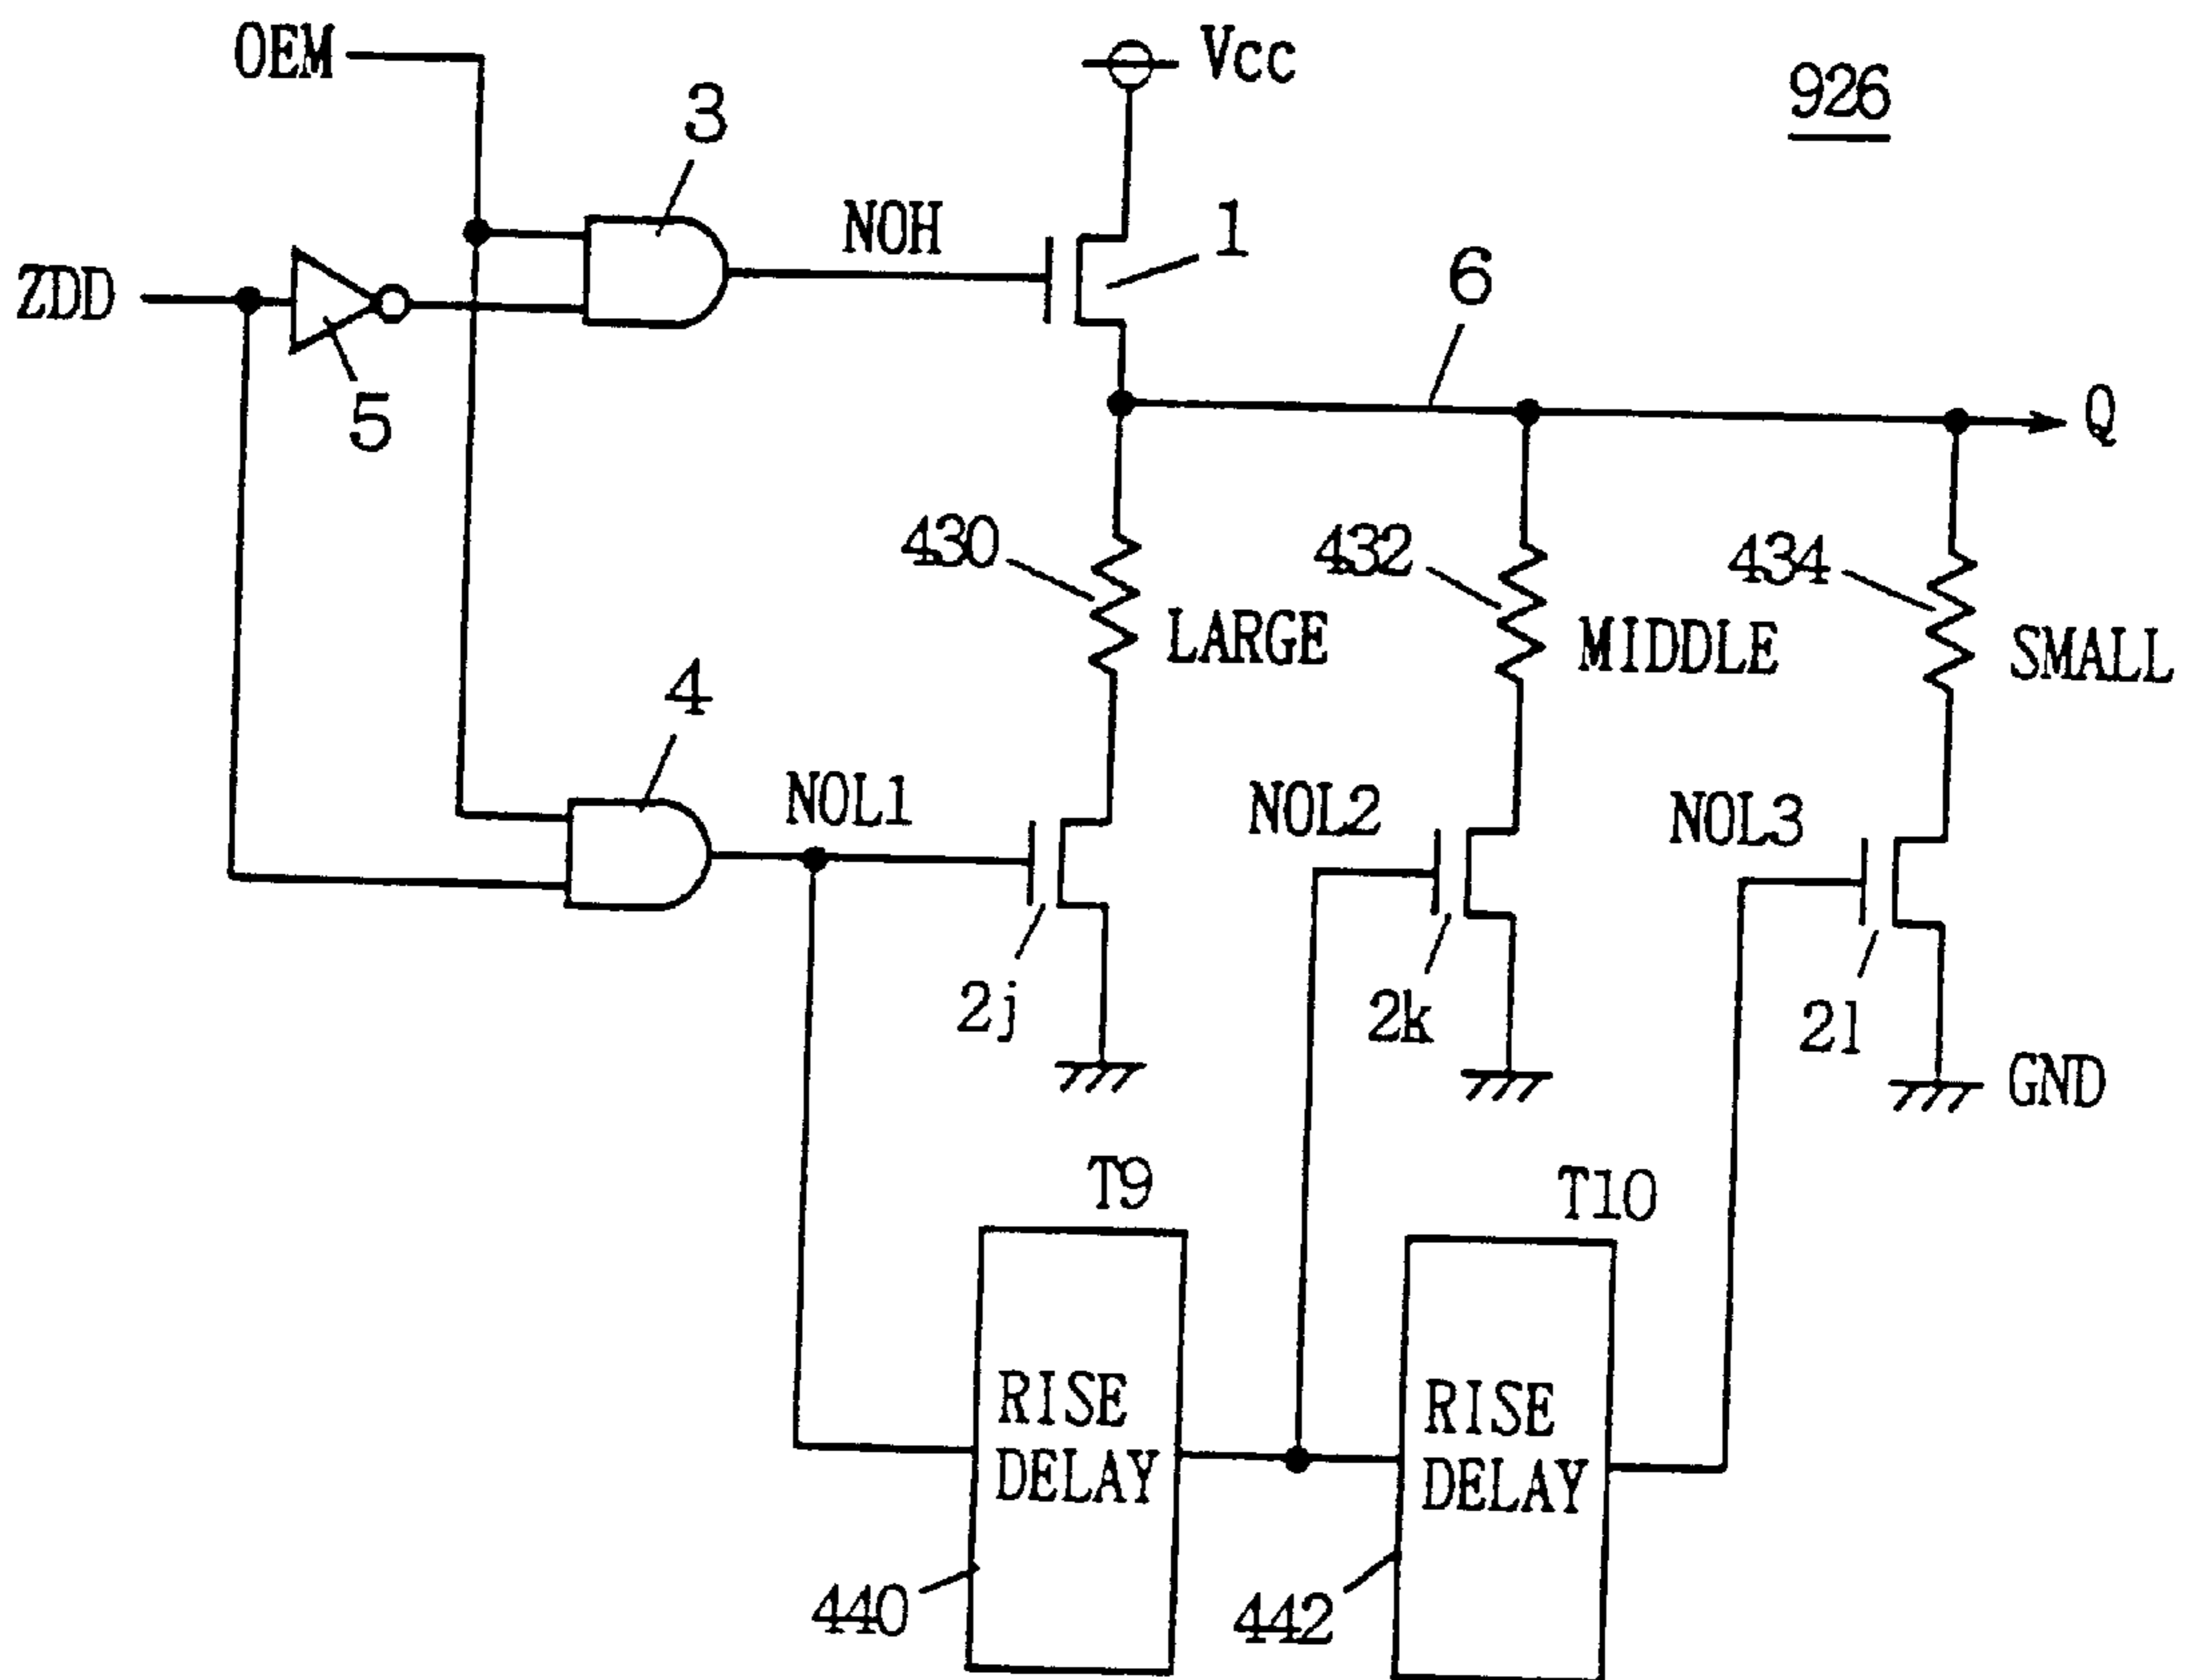 OEM
Vcc
926
3
NOH
1
ZDD
6
5
Q
430
432
434
LARGE
MIDDLE
SMALL
4
NOL1
NOL2
NOL3
2j
2k
2l
GND
T9
T10
RISE
DELAY
RISE
DELAY
440
442